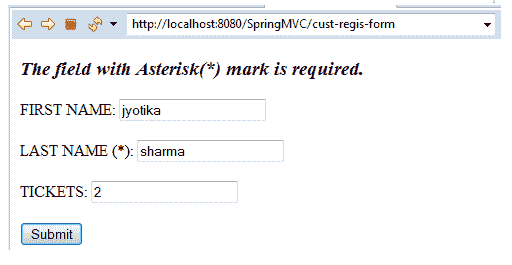 http://localhost:8080/SpringMVC/cust-regis-form
The field with Asterisk(*) mark is required.
FIRST NAME: jyotika
LAST NAME (*): sharma
TICKETS: 2
Submit